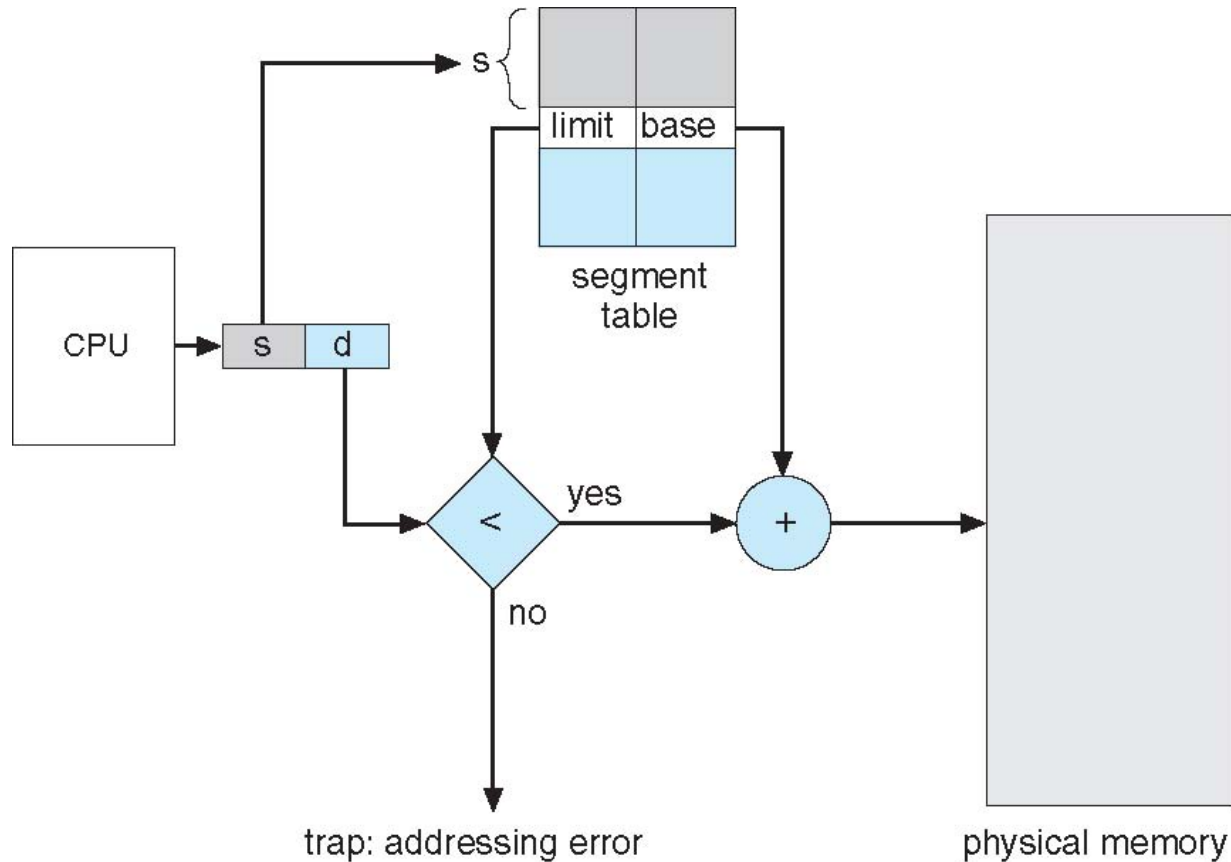 s
limit base
segment
table
CPU
s d
<
yes
+
no
trap: addressing error
physical memory